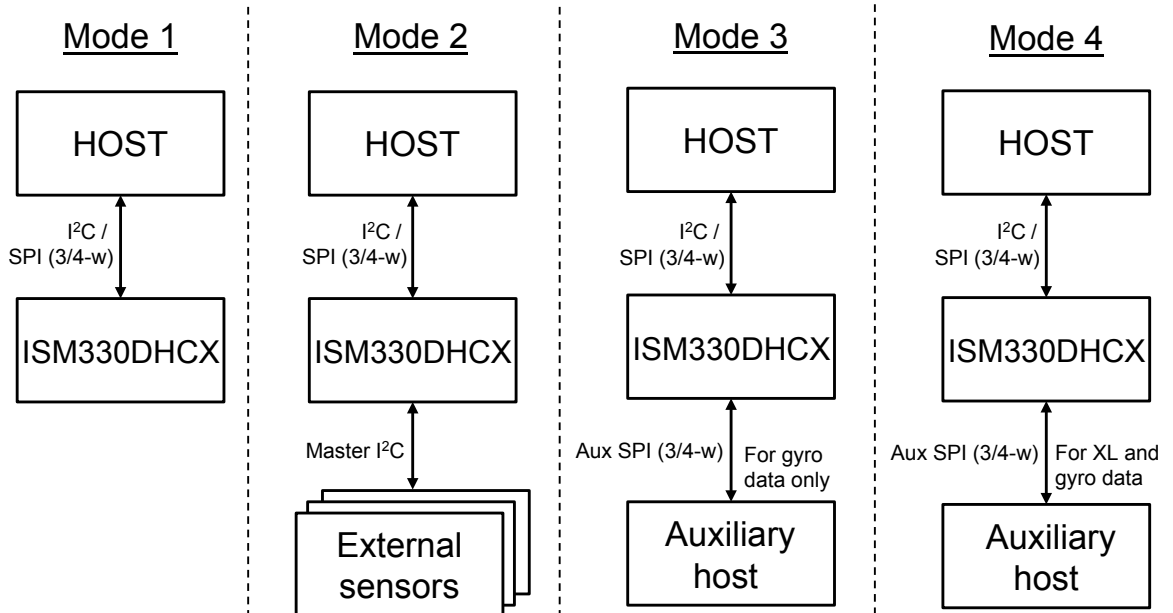 Mode 1
HOST
I²C /
SPI (3/4-w)
ISM330DHCX
Mode 2
HOST
I²C /
SPI (3/4-w)
ISM330DHCX
Master I²C
External
sensors
Mode 3
HOST
I²C /
SPI (3/4-w)
ISM330DHCX
Aux SPI (3/4-w)
For gyro
data only
Auxiliary
host
Mode 4
HOST
I²C /
SPI (3/4-w)
ISM330DHCX
Aux SPI (3/4-w)
For XL and
gyro data
Auxiliary
host